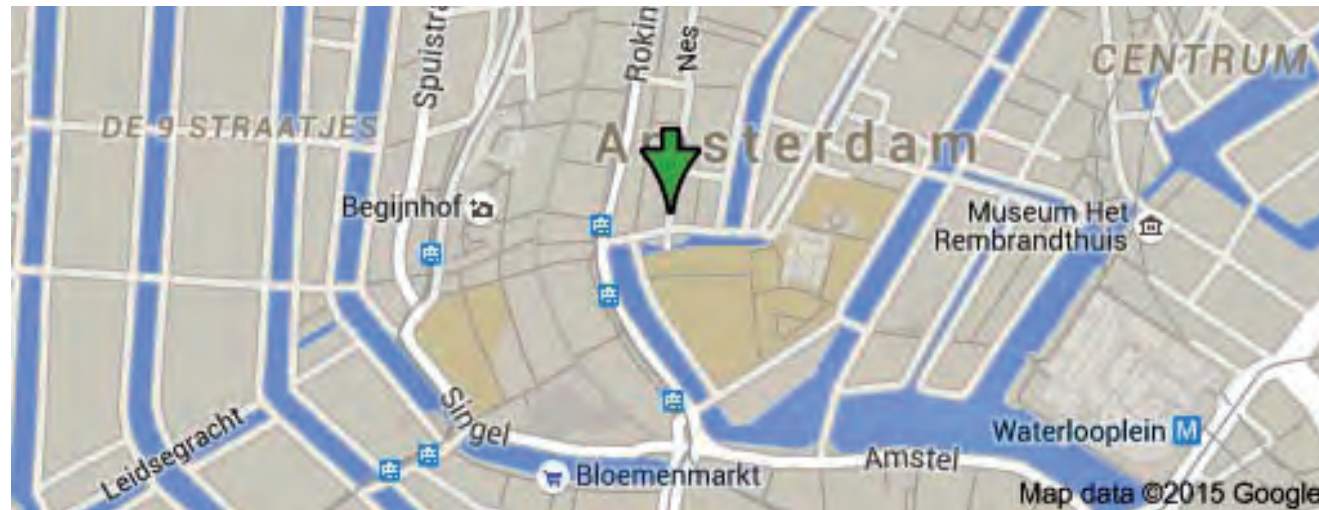 Spuistra
Rokin
Nes
CENTRUM
DE 9 STRAATJES
Amsterdam
Begijnhof
Museum Het
Rembrandthuis
Singel
Leidsegracht
Waterlooplein M
Amstel
Bloemenmarkt
Map data ©2015 Google